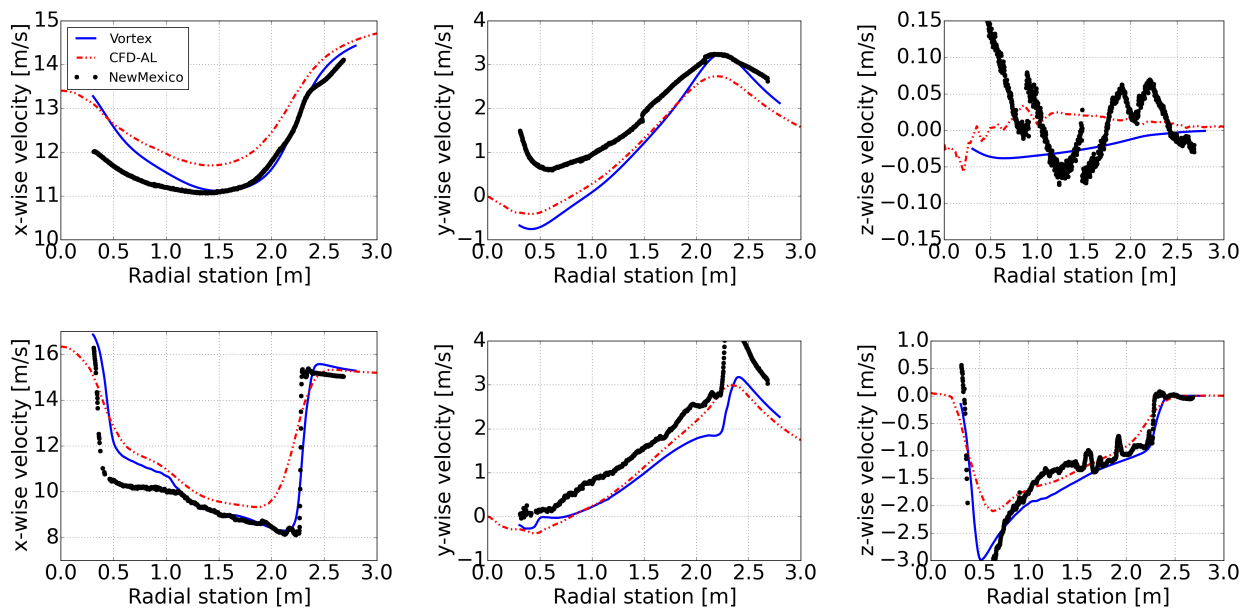 15
14
13
12
11
10
x-wise velocity [m/s]
Vortex
CFD-AL
NewMexico
0.0 0.5 1.0 1.5 2.0 2.5 3.0
Radial station [m]
4
3
2
1
0
−1
y-wise velocity [m/s]
0.0 0.5 1.0 1.5 2.0 2.5 3.0
Radial station [m]
0.15
0.10
0.05
0.00
−0.05
−0.10
−0.15
z-wise velocity [m/s]
0.0 0.5 1.0 1.5 2.0 2.5 3.0
Radial station [m]
16
14
12
10
8
x-wise velocity [m/s]
0.0 0.5 1.0 1.5 2.0 2.5 3.0
Radial station [m]
4
3
2
1
0
−1
y-wise velocity [m/s]
0.0 0.5 1.0 1.5 2.0 2.5 3.0
Radial station [m]
1.0
0.5
0.0
−0.5
−1.0
−1.5
−2.0
−2.5
−3.0
z-wise velocity [m/s]
0.0 0.5 1.0 1.5 2.0 2.5 3.0
Radial station [m]